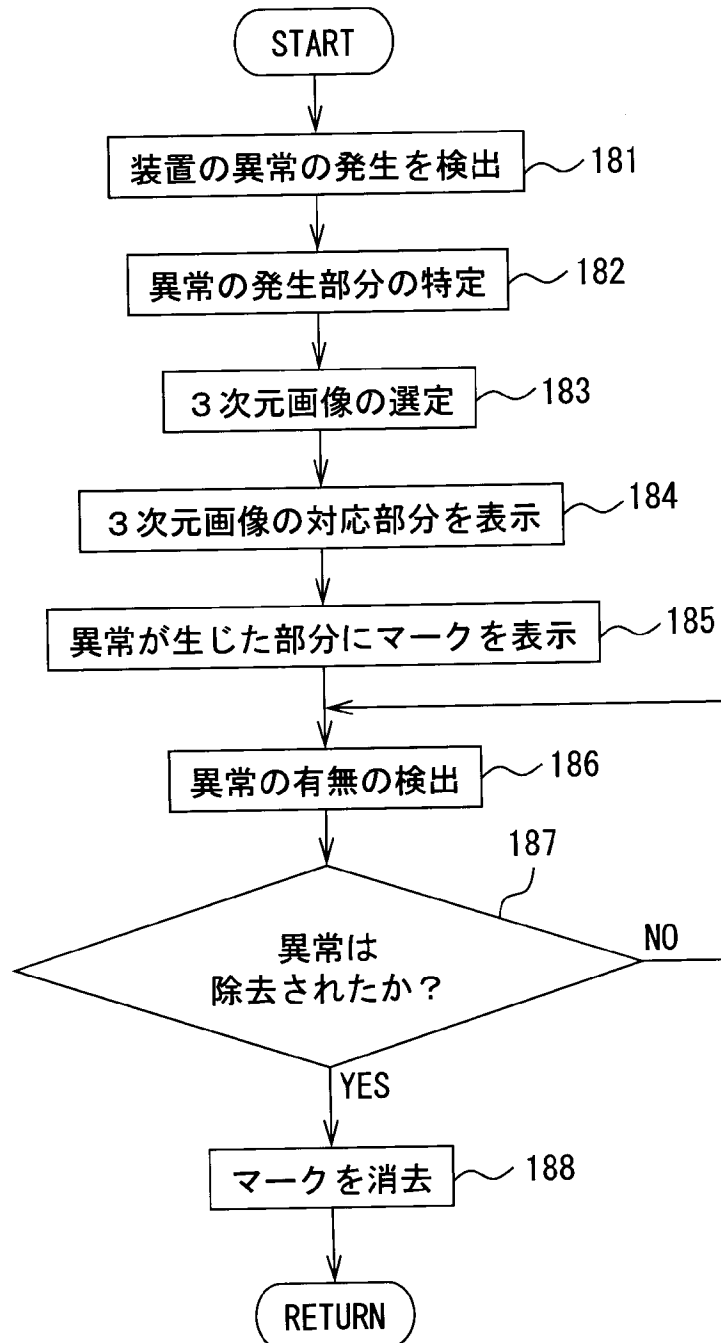 START
装置の異常の発生を検出
181
異常の発生部分の特定
182
3次元画像の選定
183
3次元画像の対応部分を表示
184
異常が生じた部分にマークを表示
185
異常の有無の検出
186
187
異常は
除去されたか?
NO
YES
マークを消去
188
RETURN